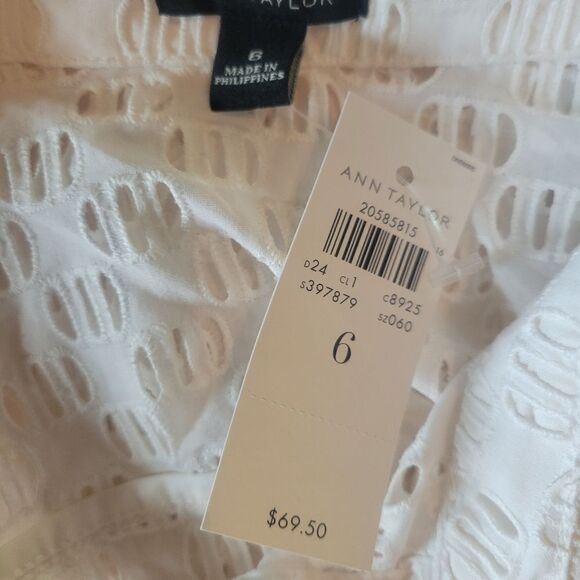 TAYLOR
6
MADE IN
PHILIPPINES
ANN TAYLOR
20585815
D24 CL1 C8925
S397879 SZ060
6
$69.50